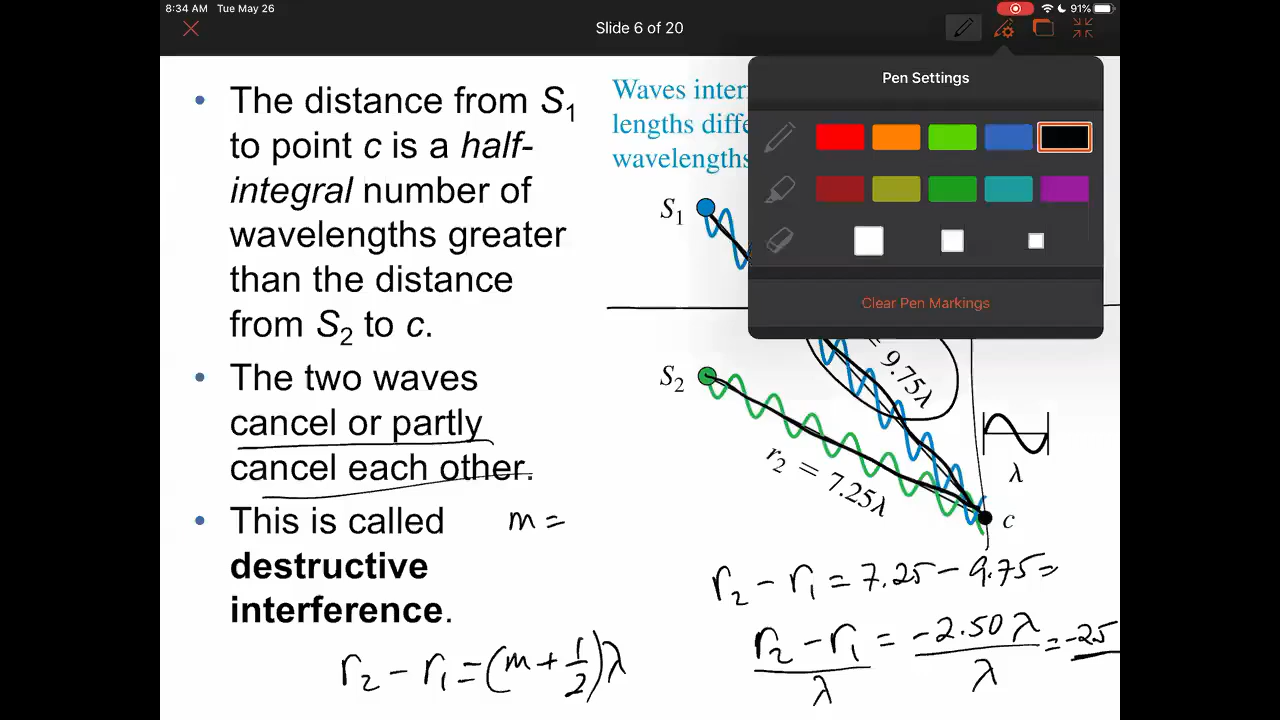 8:34 AM Tue May 26
91%
Slide 6 of 20
Pen Settings
Clear Pen Markings
• The distance from S₁
to point c is a half-
integral number of
wavelengths greater
than the distance
from S₂ to c.
• The two waves
cancel or partly
cancel each other.
• This is called
destructive
interference.
m =
r₂ − r₁ = (m + 1/2)λ
Waves
lengths
wavelengths
S₁
= 9.75λ
S₂
r₂ = 7.25λ
λ
c
r₂ − r₁ = 7.25 − 9.75 =
(r₂ − r₁)/λ = −2.50 λ/λ = −25